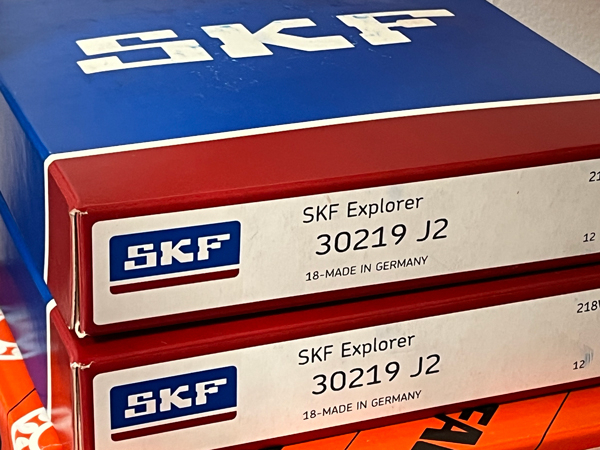 SKF
SKF
SKF Explorer
30219 J2
18-MADE IN GERMANY
12
SKF
SKF Explorer
30219 J2
18-MADE IN GERMANY
218
12